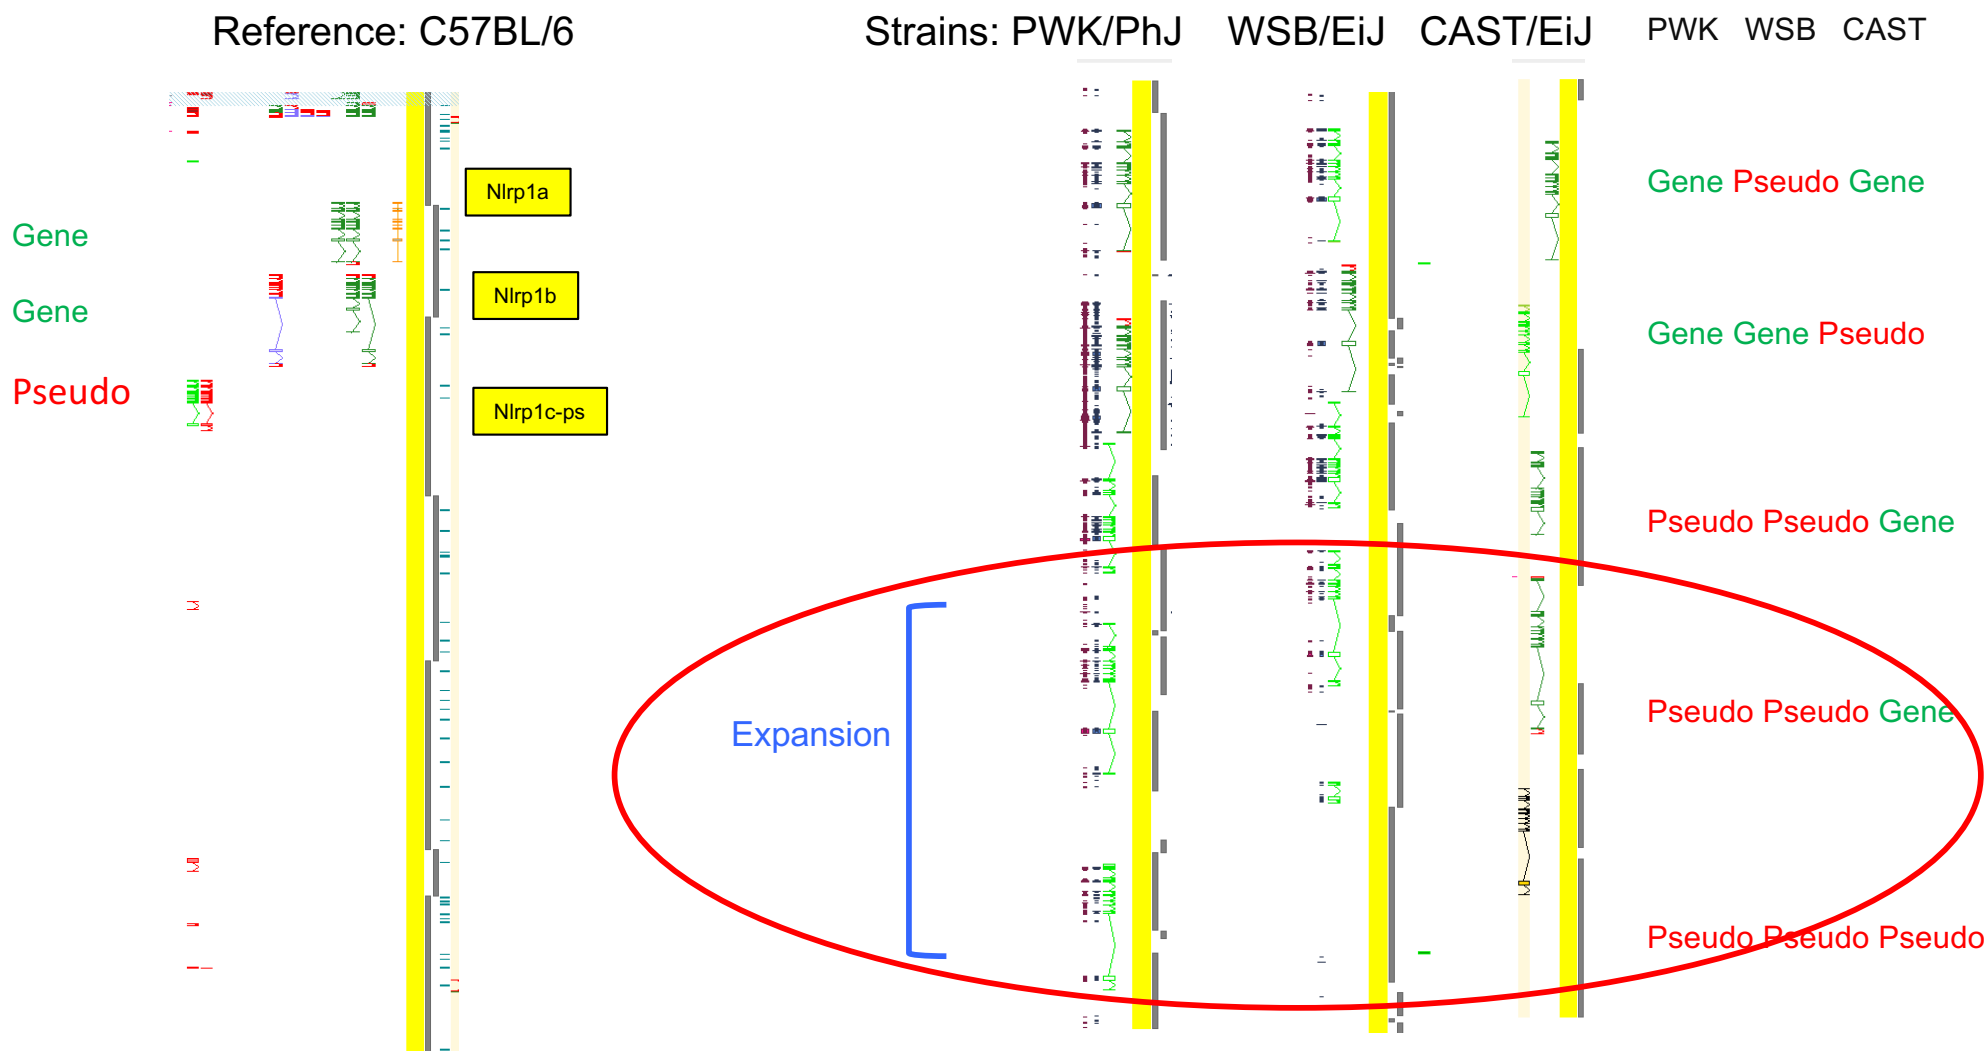 Reference: C57BL/6
Strains: PWK/PhJ WSB/EiJ CAST/EiJ PWK WSB CAST
Nlrp1a
Gene Pseudo Gene
Gene
Nlrp1b
Gene
Gene Gene Pseudo
Pseudo
Nlrp1c-ps
Pseudo Pseudo Gene
Pseudo Pseudo Gene
Expansion
Pseudo Pseudo Pseudo